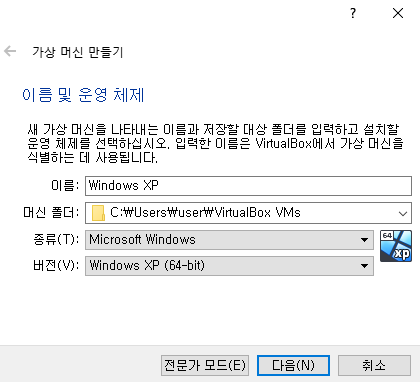 ?
가상 머신 만들기
이름 및 운영 체제
새 가상 머신을 나타내는 이름과 저장할 대상 폴더를 입력하고 설치할
운영 체제를 선택하십시오. 입력한 이름은 VirtualBox에서 가상 머신을
식별하는 데 사용됩니다.
이름: Windows XP
머신 폴더: C:₩Users₩user₩VirtualBox VMs
종류(T): Microsoft Windows
64
버전(V): Windows XP (64-bit)
xp
전문가 모드(E) 다음(N) 취소